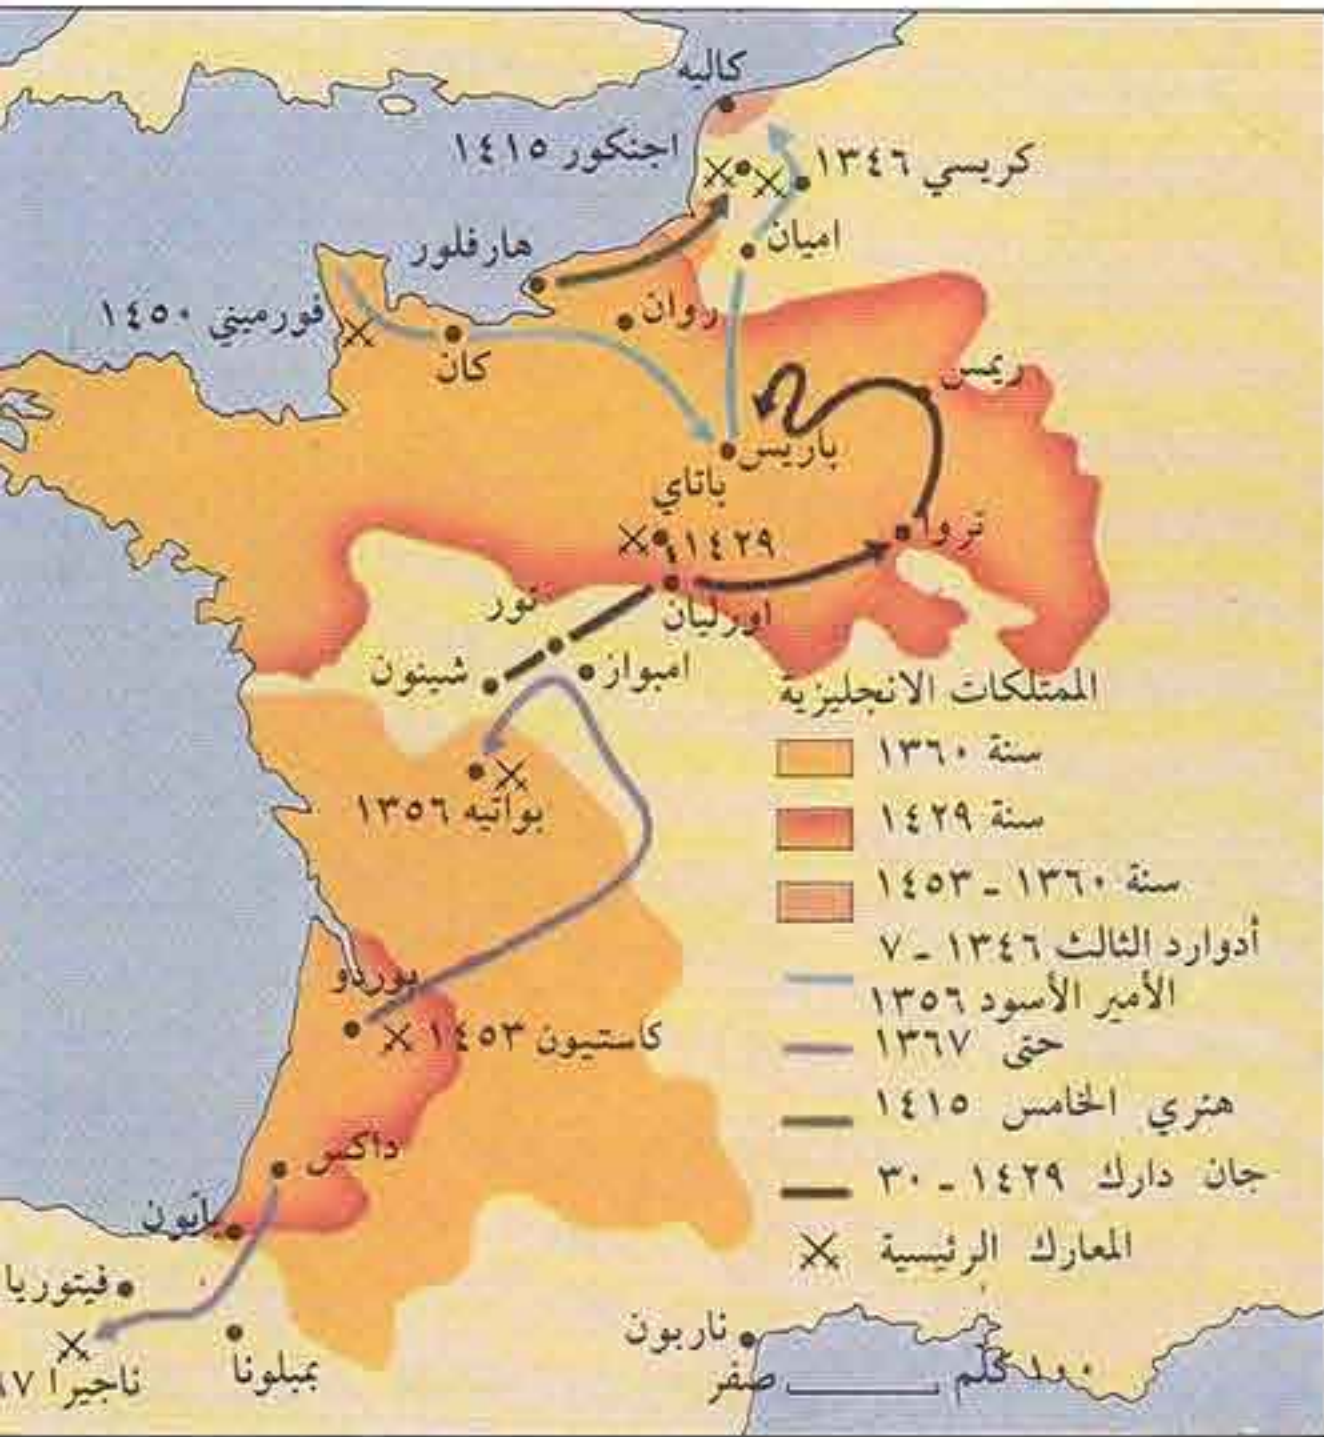 كاليه
اجنكور ١٤١٥
كريسي ١٣٤٦
اميان
هارفلور
روان
فورميني ١٤٥٠
كان
ريمس
باريس
باتاي
١٤٢٩
تروا
اورليان
تور
امبواز
شينون
بواتيه ١٣٥٦
بوردو
كاستيون ١٤٥٣
داكس
بايون
فيتوريا
ناجيرا ٦٧
بمبلونا
ناربون
الممتلكات الانجليزية
سنة ١٣٦٠
سنة ١٤٢٩
سنة ١٣٦٠ - ١٤٥٣
أدوارد الثالث ١٣٤٦ - ٧
الأمير الأسود ١٣٥٦
حتى ١٣٦٧
هنري الخامس ١٤١٥
جان دارك ١٤٢٩ - ٣٠
المعارك الرئيسية
صفر ١٠٠ كلم